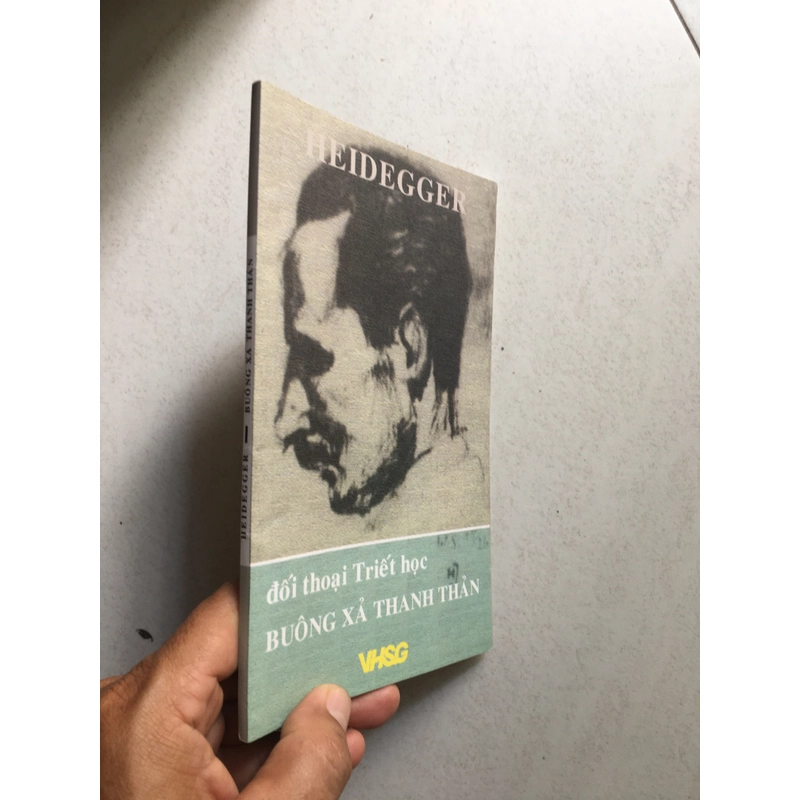 HEIDEGGER
đối thoại Triết học
BUÔNG XẢ THANH THẢN
VHSG
HEIDEGGER — BUÔNG XẢ THANH THẢN